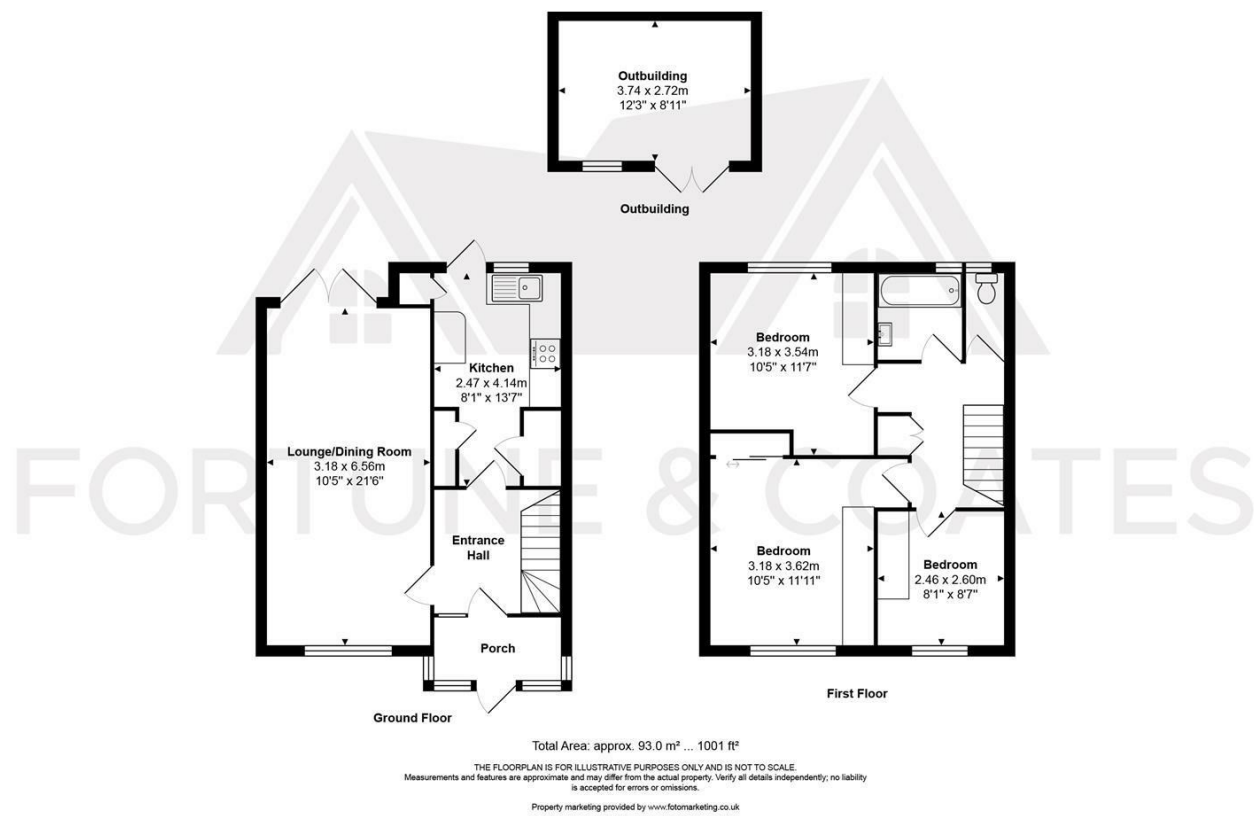 Outbuilding
3.74 x 2.72m
12'3" x 8'11"
Outbuilding
Kitchen
2.47 x 4.14m
8'1" x 13'7"
Lounge/Dining Room
3.18 x 6.56m
10'5" x 21'6"
Entrance
Hall
Porch
Ground Floor
Bedroom
3.18 x 3.54m
10'5" x 11'7"
Bedroom
3.18 x 3.62m
10'5" x 11'11"
Bedroom
2.46 x 2.60m
8'1" x 8'7"
First Floor
FORTUNE & COATES
Total Area: approx. 93.0 m² ... 1001 ft²
THE FLOORPLAN IS FOR ILLUSTRATIVE PURPOSES ONLY AND IS NOT TO SCALE.
Measurements and features are approximate and may differ from the actual property. Verify all details independently; no liability
is accepted for errors or omissions.
Property marketing provided by www.fotomarketing.co.uk